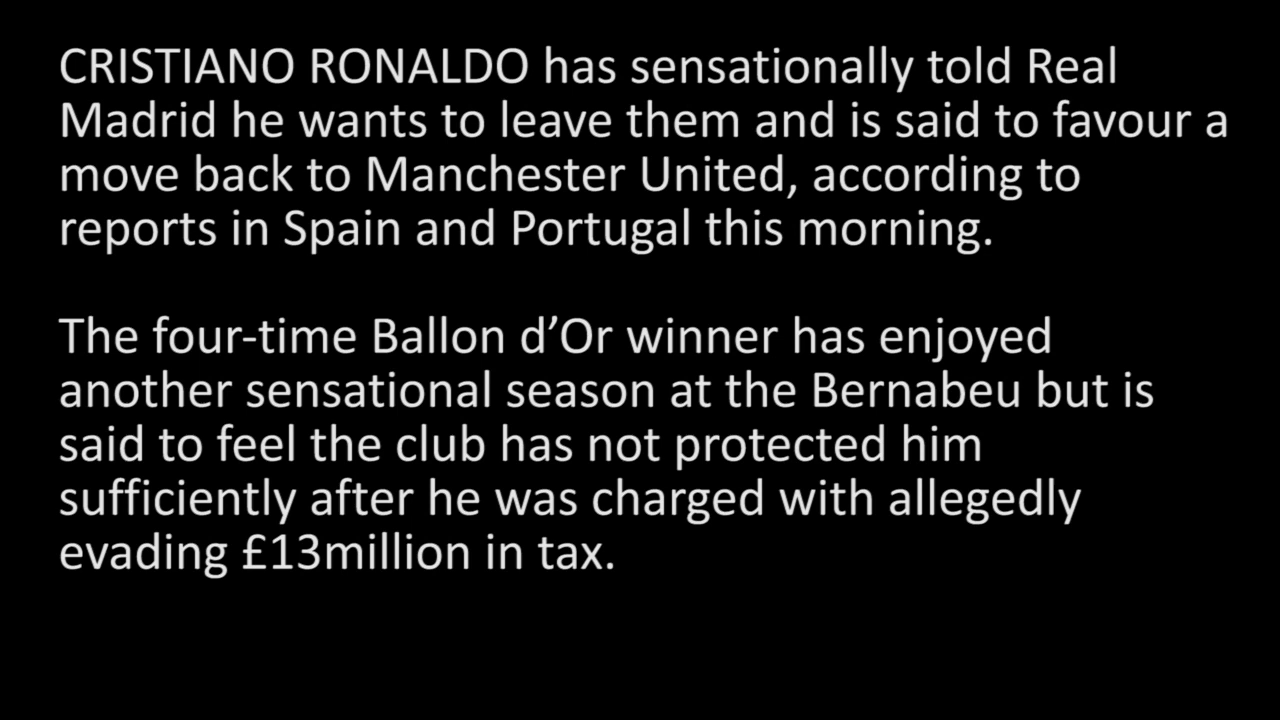 CRISTIANO RONALDO has sensationally told Real
Madrid he wants to leave them and is said to favour a
move back to Manchester United, according to
reports in Spain and Portugal this morning.
The four-time Ballon d’Or winner has enjoyed
another sensational season at the Bernabeu but is
said to feel the club has not protected him
sufficiently after he was charged with allegedly
evading £13million in tax.